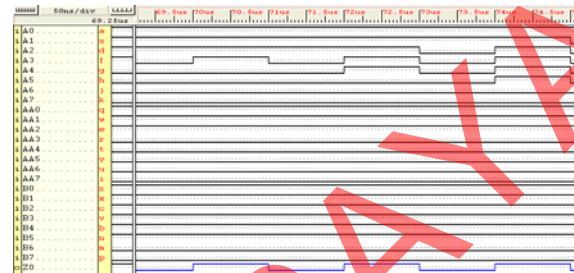 50ns/div
69.25us
69.5us 70us 70.5us 71us 71.5us 72us 72.5us 73us 73.5us 74us 74.5us
i A0 a
i A1 s
i A2 d
i A3 f
i A4 g
i A5 h
i A6 j
i A7 k
i AA0 q
i AA1 w
i AA2 e
i AA3 r
i AA4 t
i AA5 y
i AA6 u
i AA7 i
i B0 z
i B1 x
i B2 c
i B3 v
i B4 b
i B5 n
i B6 m
i B7 p
o Z0
A Y A